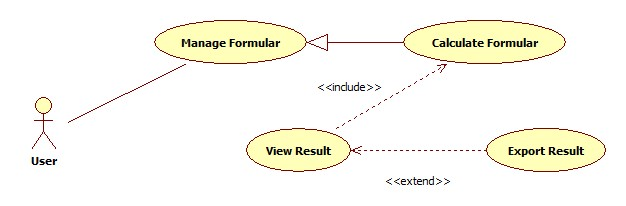 Manage Formular
Calculate Formular
<<include>>
User
View Result
Export Result
<<extend>>